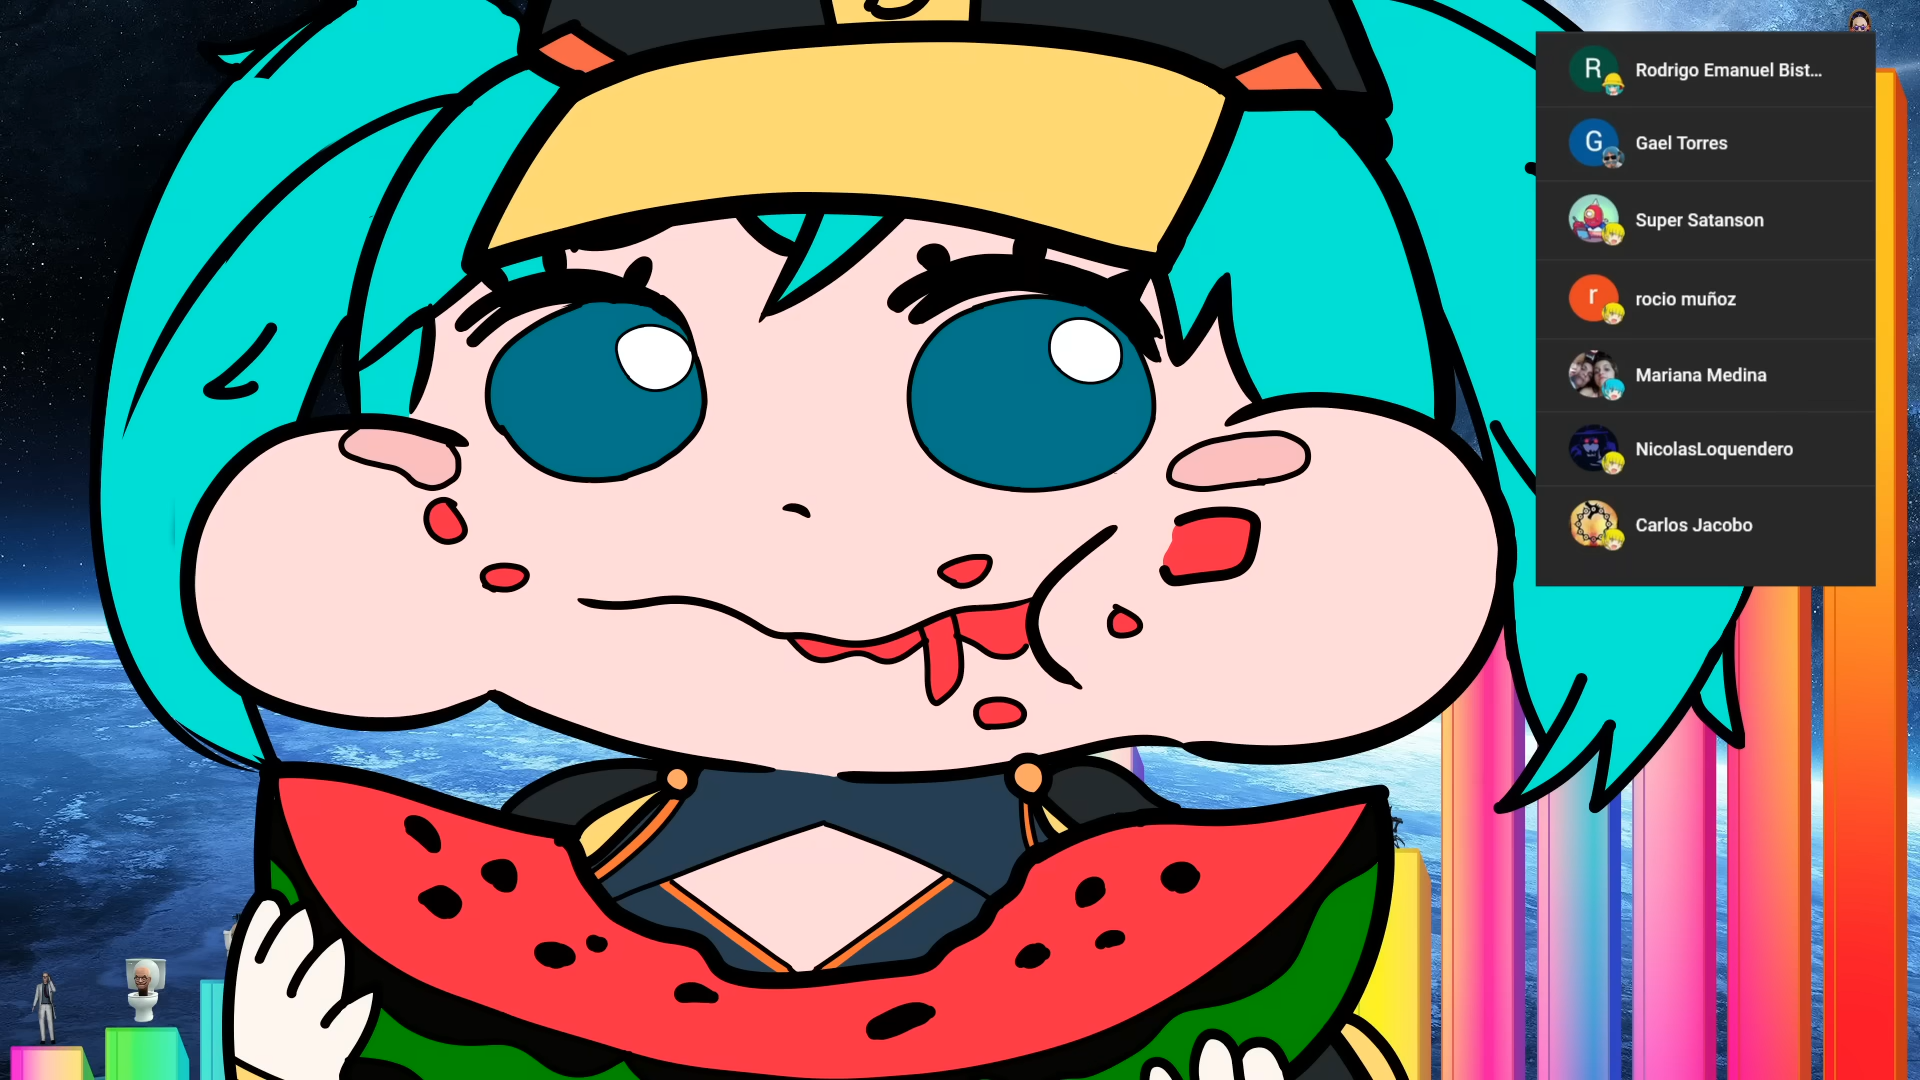 R
Rodrigo Emanuel Bist...
G
Gael Torres
Super Satanson
r
rocio muñoz
Mariana Medina
NicolasLoquendero
Carlos Jacobo